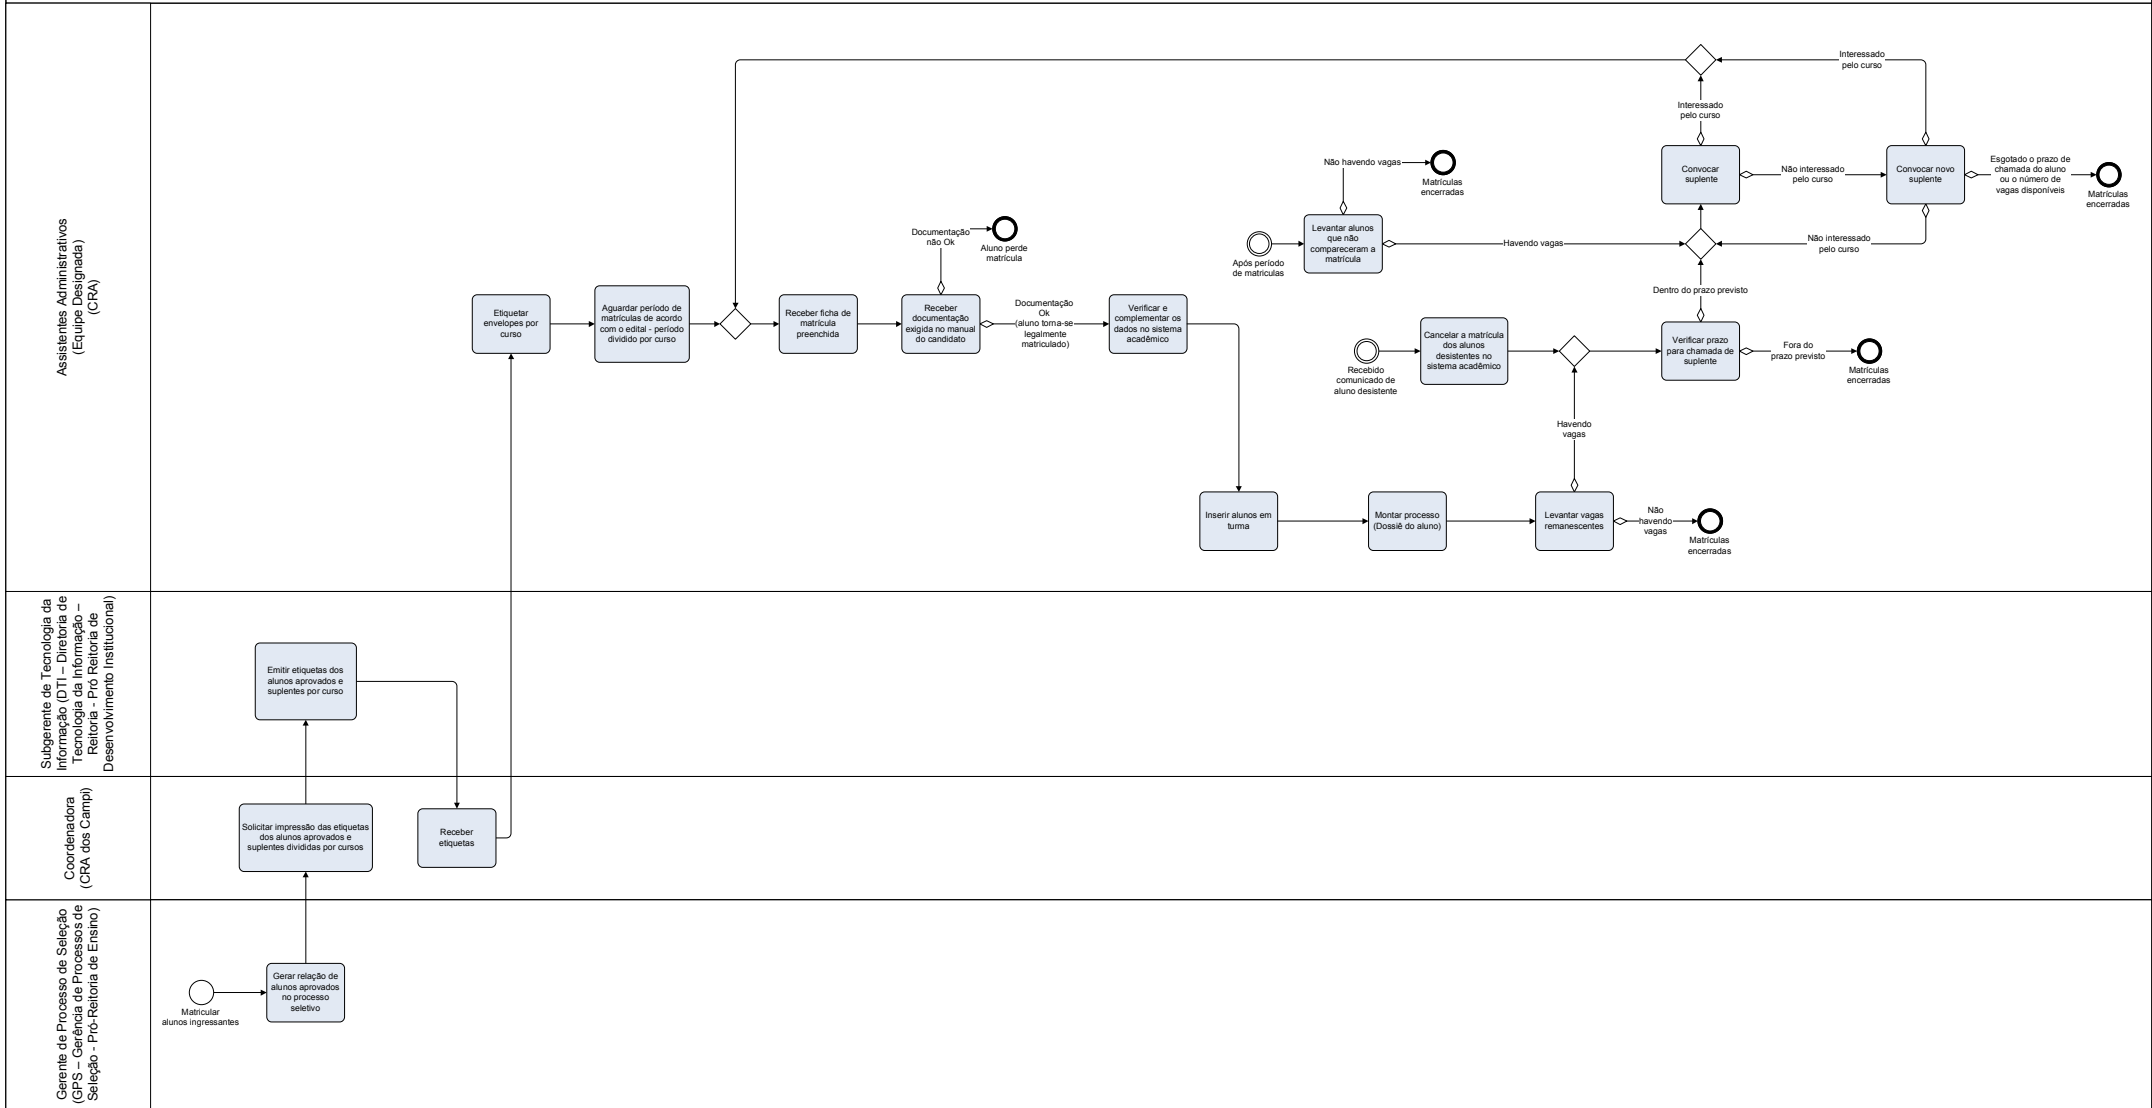 Assistentes Administrativos
(Equipe Designada)
(CRA)
Interessado
pelo curso
Interessado
pelo curso
Convocar
suplente
Não interessado
pelo curso
Convocar novo
suplente
Esgotado o prazo de
chamada do aluno
ou o número de
vagas disponíveis
Matrículas
encerradas
Não havendo vagas
Matrículas
encerradas
Após período
de matriculas
Levantar alunos
que não
compareceram a
matrícula
Havendo vagas
Não interessado
pelo curso
Documentação
não Ok
Aluno perde
matrícula
Dentro do prazo previsto
Etiquetar
envelopes por
curso
Aguardar período de
matrículas de acordo
com o edital - período
dividido por curso
Receber ficha de
matrícula
preenchida
Receber
documentação
exigida no manual
do candidato
Documentação
Ok
(aluno torna-se
legalmente
matriculado)
Verificar e
complementar os
dados no sistema
acadêmico
Recebido
comunicado de
aluno desistente
Cancelar a matrícula
dos alunos
desistentes no
sistema acadêmico
Verificar prazo
para chamada de
suplente
Fora do
prazo previsto
Matrículas
encerradas
Havendo
vagas
Inserir alunos em
turma
Montar processo
(Dossiê do aluno)
Levantar vagas
remanescentes
Não
havendo
vagas
Matrículas
encerradas
Subgerente de Tecnologia da
Informação (DTI – Diretoria de
Tecnologia da Informação –
Reitoria - Pró Reitoria de
Desenvolvimento Institucional)
Emitir etiquetas dos
alunos aprovados e
suplentes por curso
Coordenadora
(CRA dos Campi)
Solicitar impressão das etiquetas
dos alunos aprovados e
suplentes divididas por cursos
Receber
etiquetas
Gerente de Processo de Seleção
(GPS – Gerência de Processos de
Seleção - Pró-Reitoria de Ensino)
Matricular
alunos ingressantes
Gerar relação de
alunos aprovados
no processo
seletivo